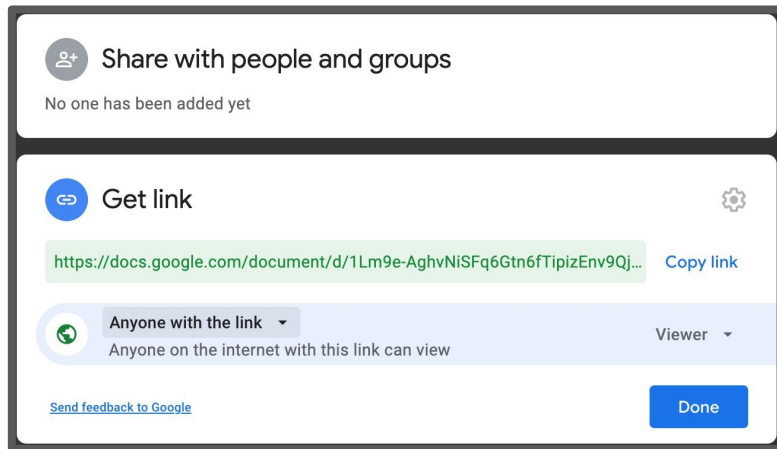 Share with people and groups
No one has been added yet
Get link
https://docs.google.com/document/d/1Lm9e-AghvNiSFq6Gtn6fTipizEnv9Qj... Copy link
Anyone with the link
Anyone on the internet with this link can view
Viewer
Send feedback to Google
Done